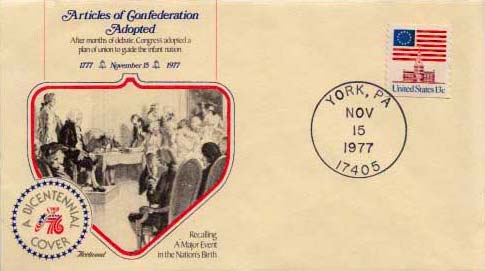 Articles of Confederation
Adopted
After months of debate, Congress adopted a
plan of union to guide the infant nation.
1777 November 15 1977
United States 13c
YORK, PA
NOV
15
1977
17405
A BICENTENNIAL
76
COVER
Fleetwood
Recalling
A Major Event
in the Nation's Birth